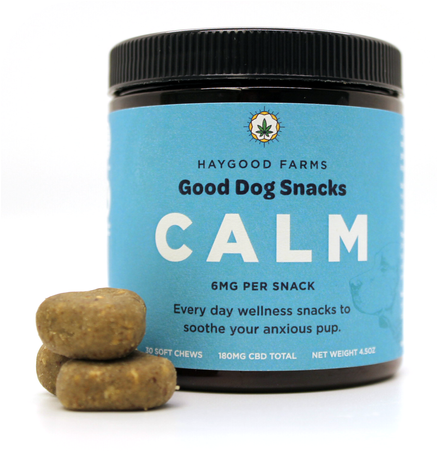 HAYGOOD FARMS
Good Dog Snacks
CALM
6MG PER SNACK
Every day wellness snacks to
soothe your anxious pup.
30 SOFT CHEWS 180MG CBD TOTAL NET WEIGHT 4.5OZ